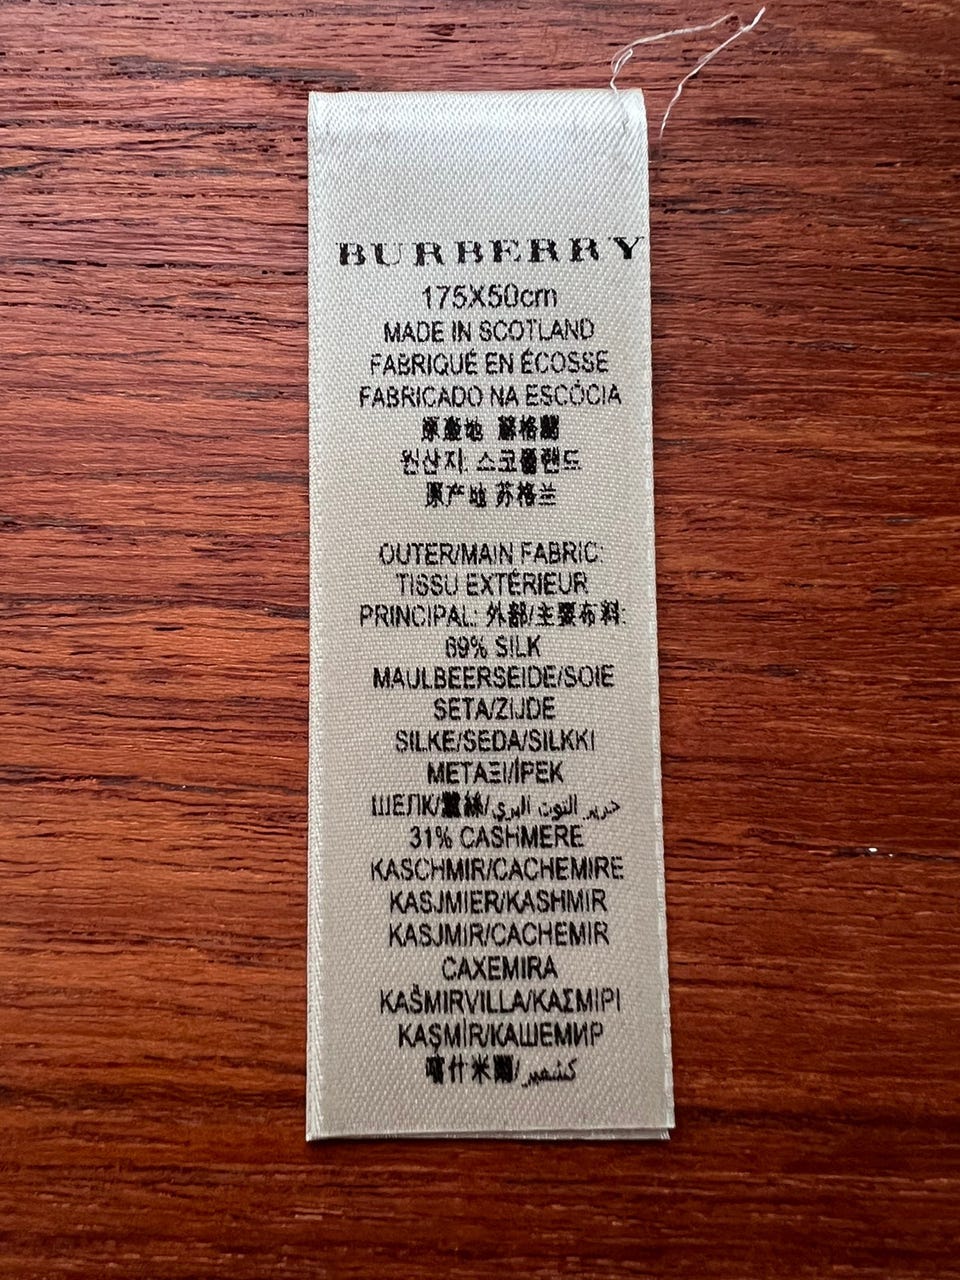 BURBERRY
175X50cm
MADE IN SCOTLAND
FABRIQUÉ EN ÉCOSSE
FABRICADO NA ESCÓCIA
原產地 蘇格蘭
원산지: 스코틀랜드
原产地 苏格兰
OUTER/MAIN FABRIC:
TISSU EXTÉRIEUR
PRINCIPAL: 外部/主要布料:
69% SILK
MAULBEERSEIDE/SOIE
SETA/ZIJDE
SILKE/SEDA/SILKKI
ΜΕΤΑΞΙ/İPEK
ШЕЛК/蠶絲/حرير التوت البري
31% CASHMERE
KASCHMIR/CACHEMIRE
KASJMIER/KASHMIR
KASJMIR/CACHEMIR
CAXEMIRA
KAŠMIRVILLA/ΚΑΣΜΙΡΙ
KAŞMİR/КАШЕМИР
喀什米爾/كشمير